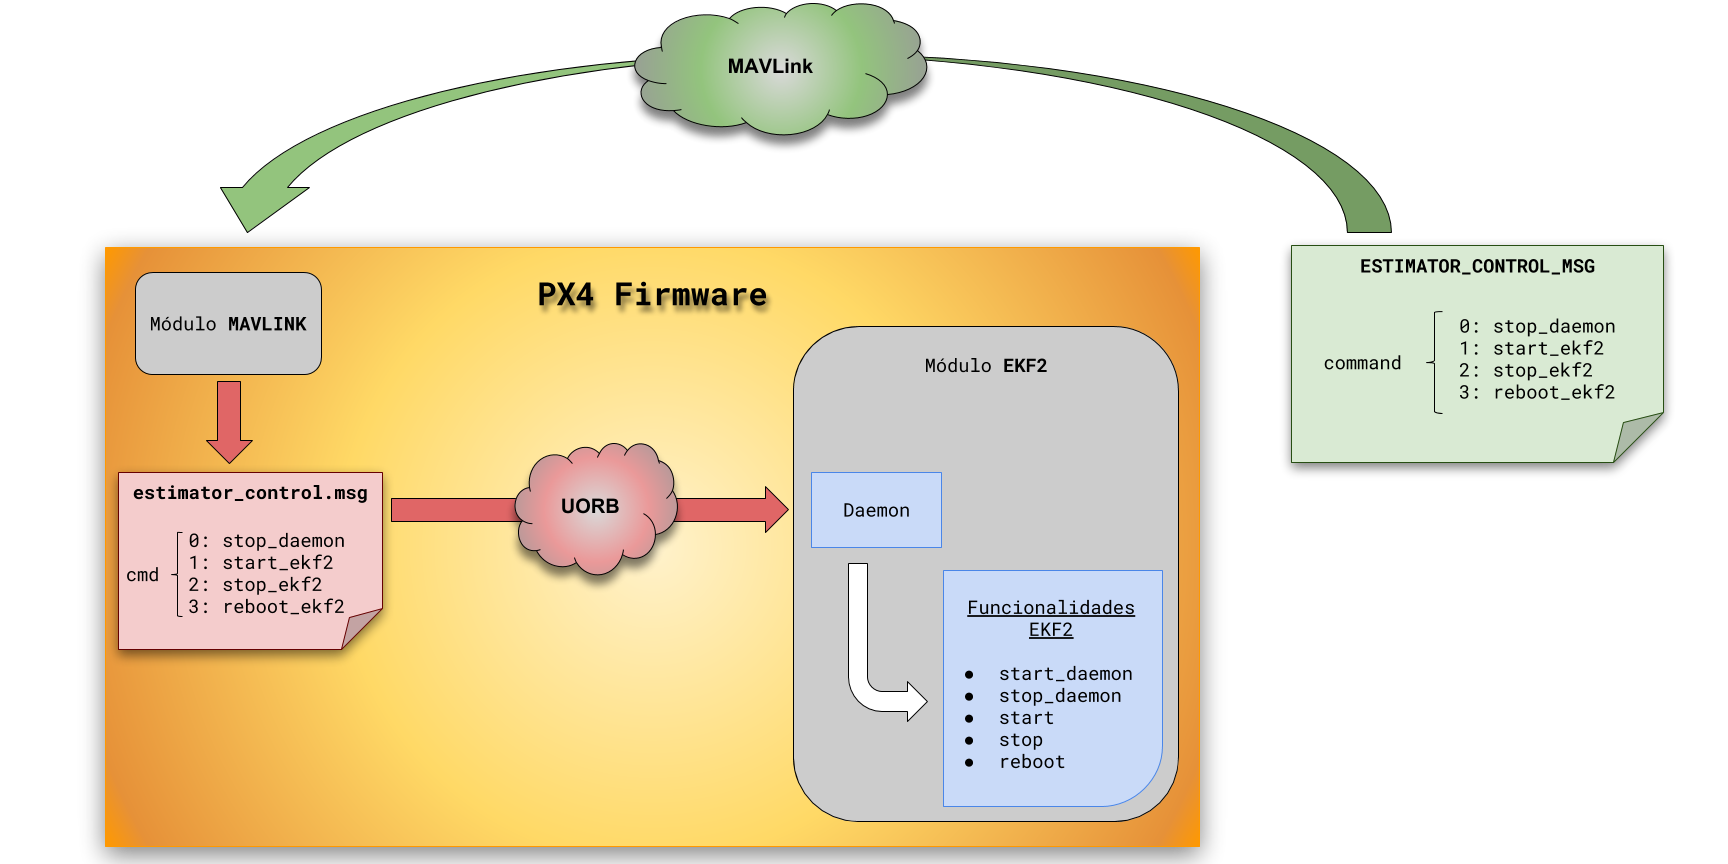 MAVLink
ESTIMATOR_CONTROL_MSG
command
0: stop_daemon
1: start_ekf2
2: stop_ekf2
3: reboot_ekf2
PX4 Firmware
Módulo MAVLINK
estimator_control.msg
cmd
0: stop_daemon
1: start_ekf2
2: stop_ekf2
3: reboot_ekf2
UORB
Módulo EKF2
Daemon
Funcionalidades
EKF2
● start_daemon
● stop_daemon
● start
● stop
● reboot